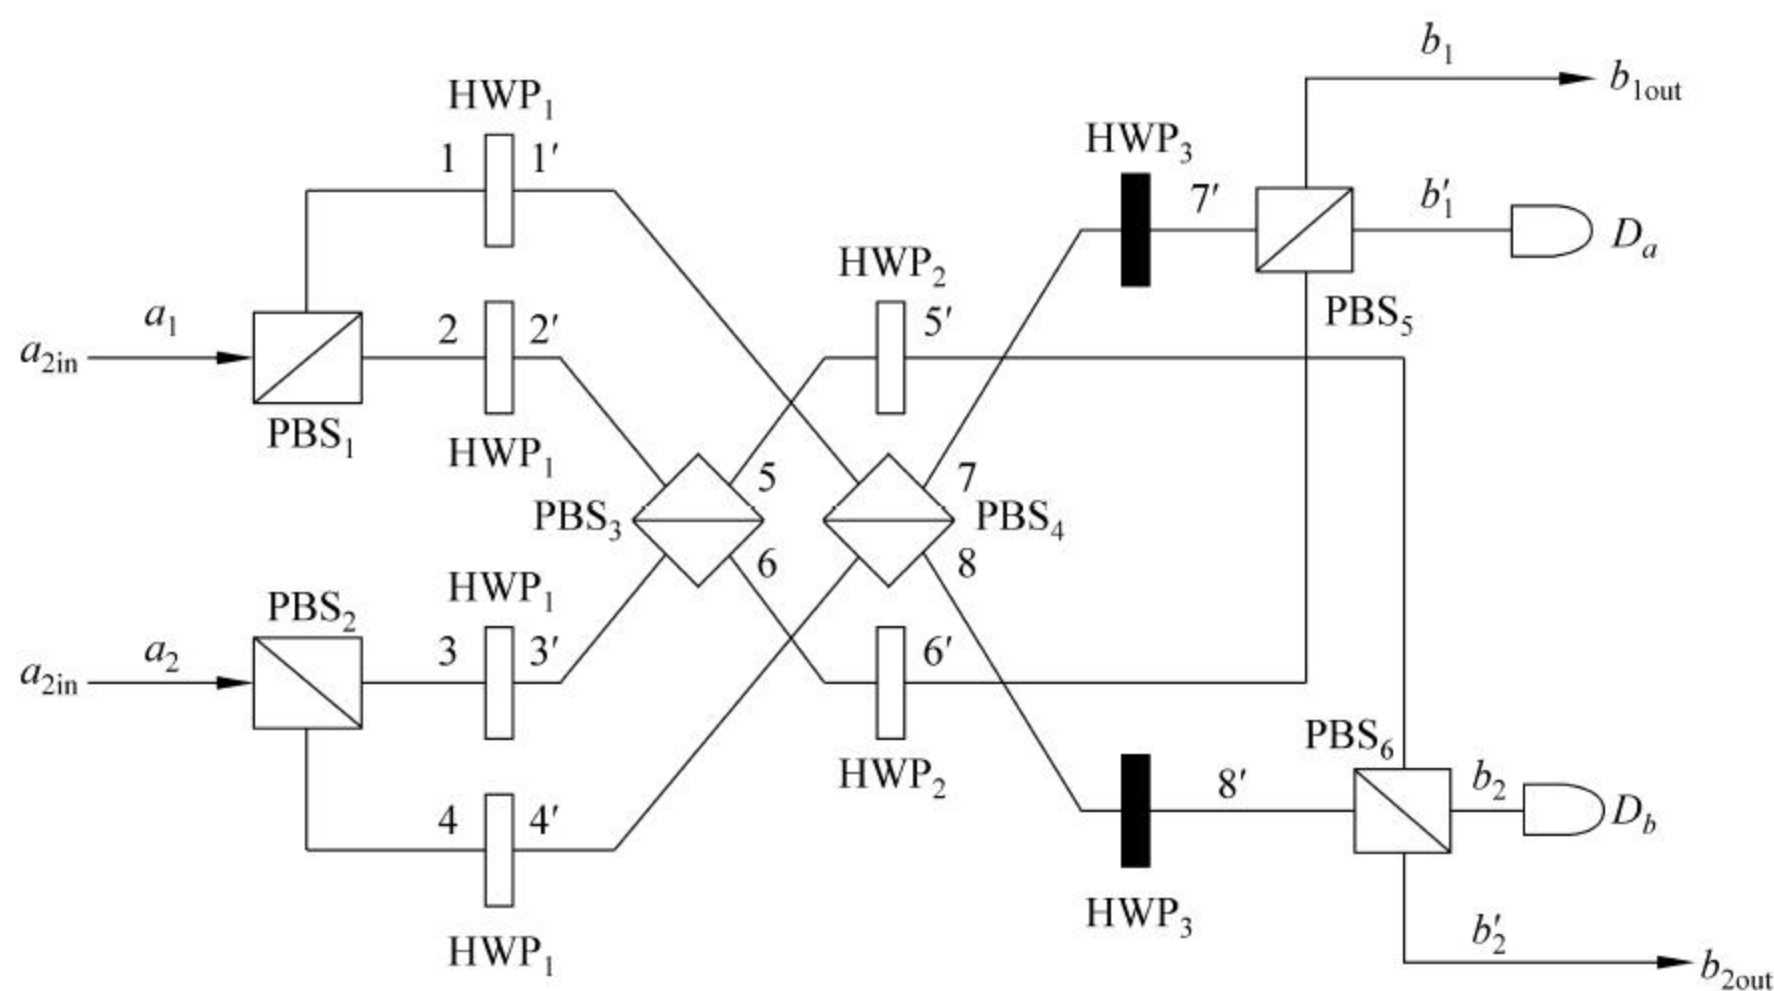 b₁
b₁out
HWP₁
HWP₃
1 1′
7′ b′₁ Dₐ
HWP₂
PBS₅
a₁ 2 2′ 5′
a₂in
PBS₁ HWP₁
5 7
PBS₃ PBS₄
6 8
HWP₁
PBS₂
a₂ 3 3′ 6′
a₂in
PBS₆
HWP₂ 8′ b₂ D_b
4 4′
HWP₃
HWP₁ b′₂
b₂out